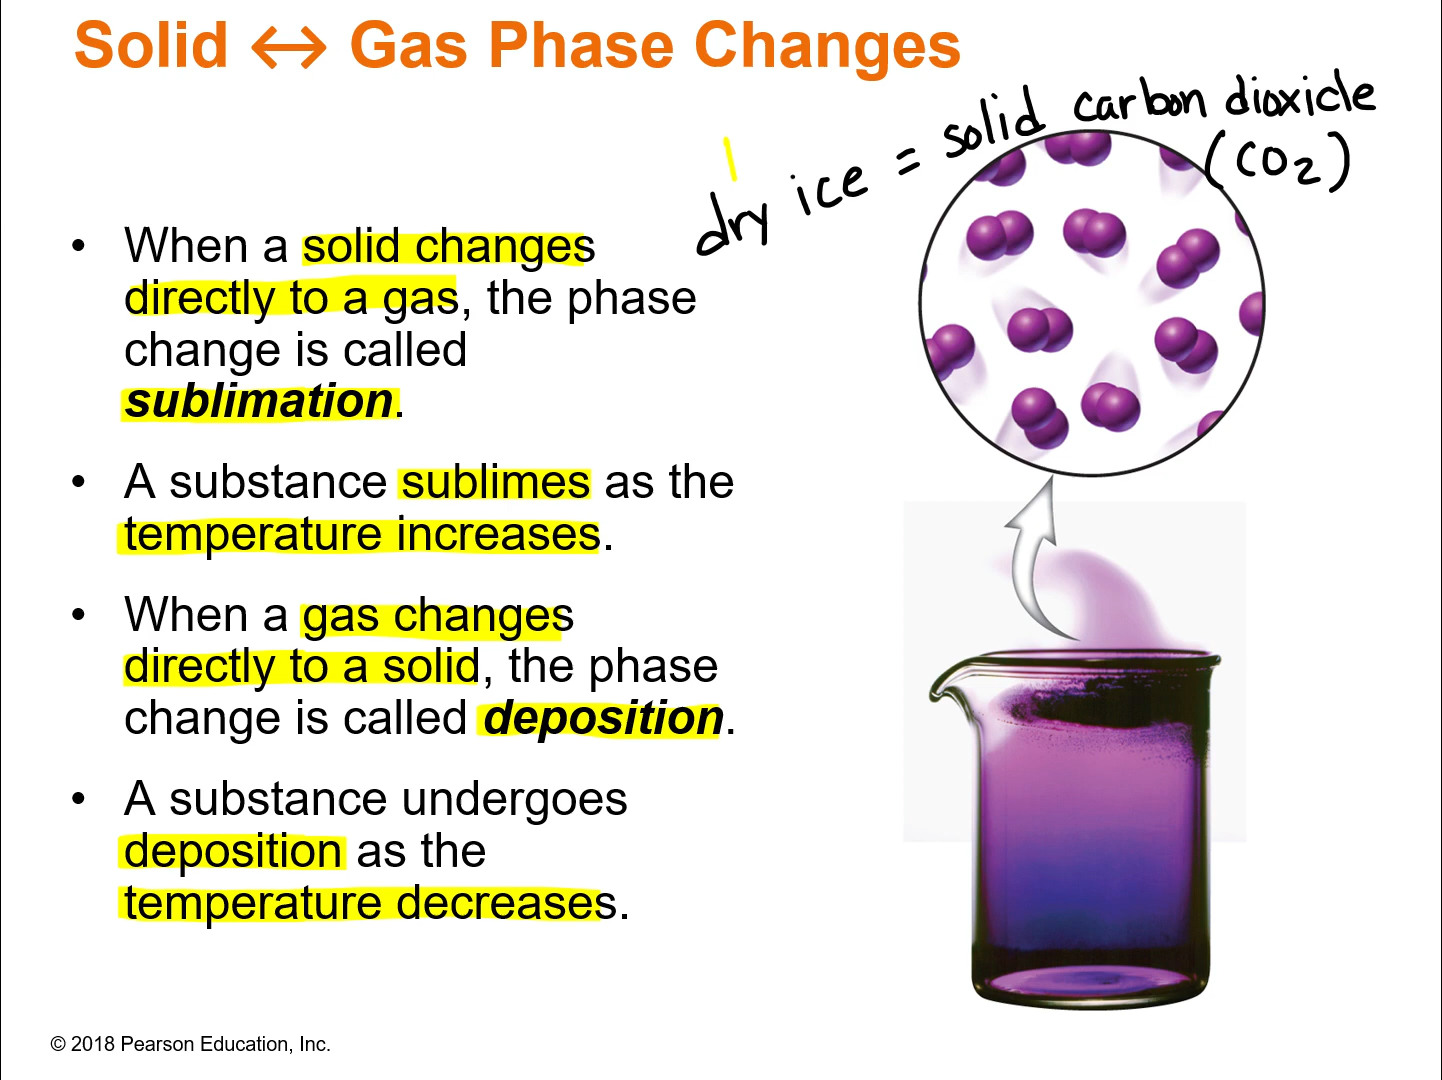 Solid ↔ Gas Phase Changes
dry ice = solid carbon dioxide
(CO₂)
• When a solid changes
directly to a gas, the phase
change is called
sublimation.
• A substance sublimes as the
temperature increases.
• When a gas changes
directly to a solid, the phase
change is called deposition.
• A substance undergoes
deposition as the
temperature decreases.
© 2018 Pearson Education, Inc.